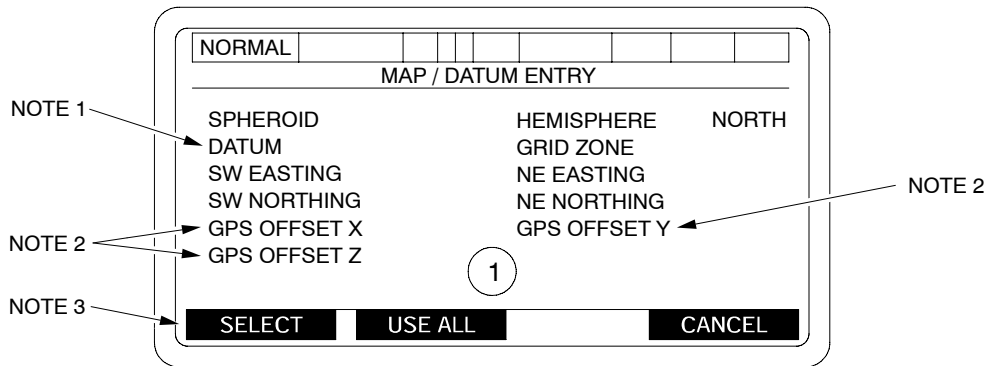 NORMAL
MAP / DATUM ENTRY
NOTE 1
SPHEROID HEMISPHERE NORTH
DATUM GRID ZONE
SW EASTING NE EASTING
SW NORTHING NE NORTHING
NOTE 2
GPS OFFSET X GPS OFFSET Y
NOTE 2
GPS OFFSET Z
1
NOTE 3
SELECT USE ALL CANCEL